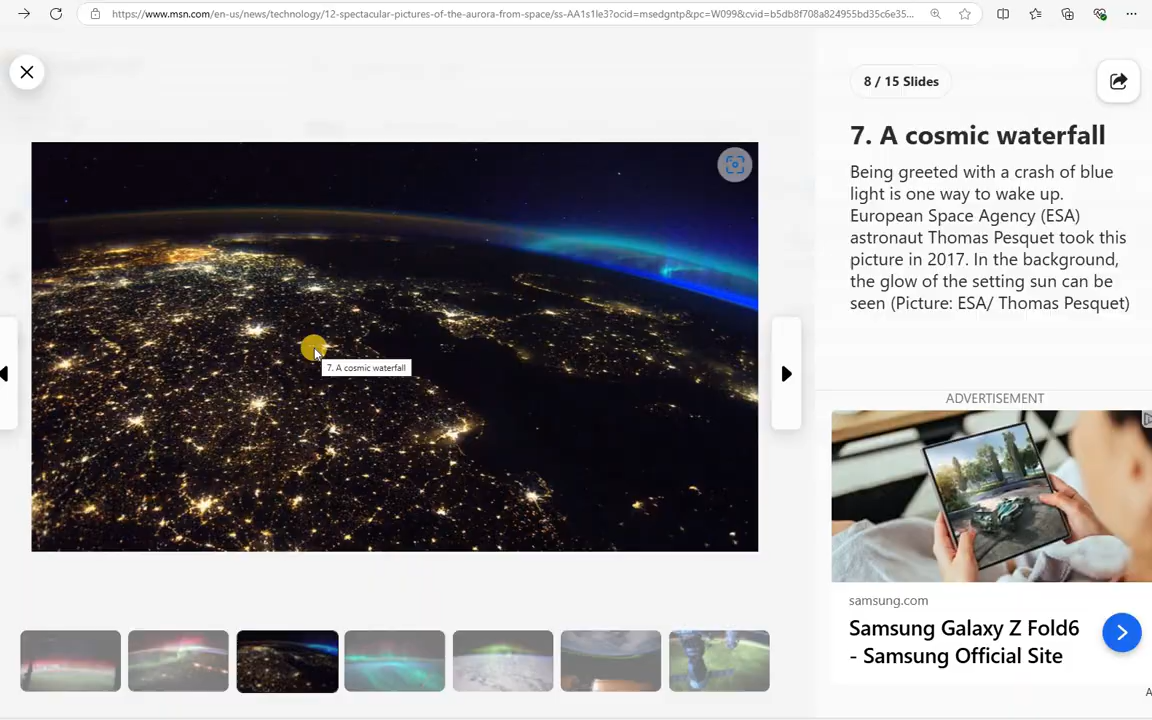 https://www.msn.com/en-us/news/technology/12-spectacular-pictures-of-the-aurora-from-space/ss-AA1s1le3?ocid=msedgntp&pc=W099&cvid=b5db8f708a824955bd35c6e35...
8 / 15 Slides
7. A cosmic waterfall
Being greeted with a crash of blue
light is one way to wake up.
European Space Agency (ESA)
astronaut Thomas Pesquet took this
picture in 2017. In the background,
the glow of the setting sun can be
seen (Picture: ESA/ Thomas Pesquet)
7. A cosmic waterfall
ADVERTISEMENT
samsung.com
Samsung Galaxy Z Fold6
- Samsung Official Site
A